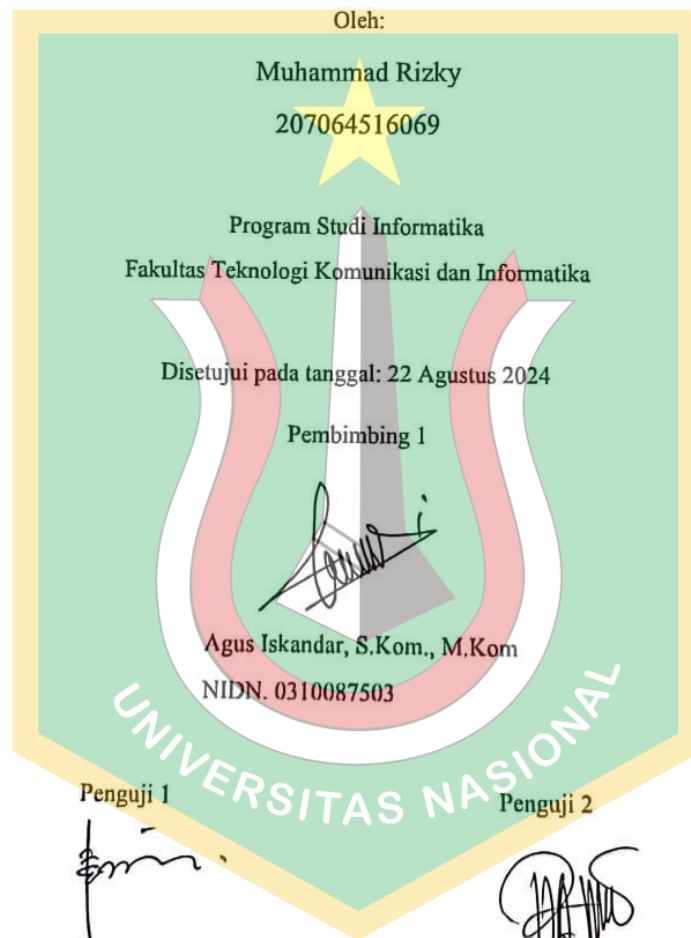 Oleh:
Muhammad Rizky
207064516069
Program Studi Informatika
Fakultas Teknologi Komunikasi dan Informatika
Disetujui pada tanggal: 22 Agustus 2024
Pembimbing 1
Agus Iskandar, S.Kom., M.Kom
NIDN. 0310087503
UNIVERSITAS NASIONAL
Penguji 1 Penguji 2